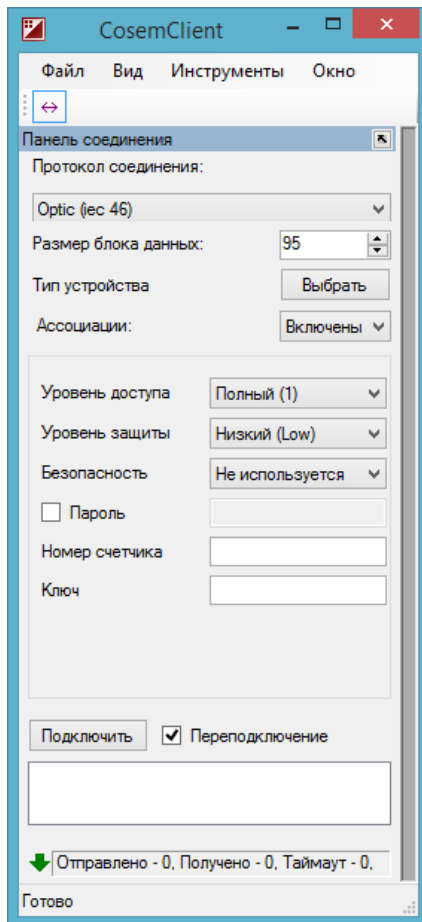 CosemClient
Файл Вид Инструменты Окно
Панель соединения
Протокол соединения:
Optic (iec 46)
Размер блока данных: 95
Тип устройства Выбрать
Ассоциации: Включены
Уровень доступа Полный (1)
Уровень защиты Низкий (Low)
Безопасность Не используется
Пароль
Номер счетчика
Ключ
Подключить Переподключение
Отправлено - 0, Получено - 0, Таймаут - 0,
Готово